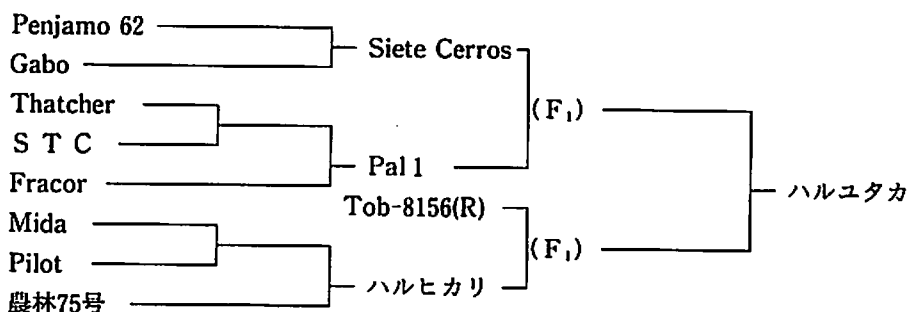 Penjamo 62
Gabo
Siete Cerros
Thatcher
S T C
(F₁)
Fracor
Pal 1
Tob-8156(R)
ハルユタカ
Mida
Pilot
(F₁)
ハルヒカリ
農林75号